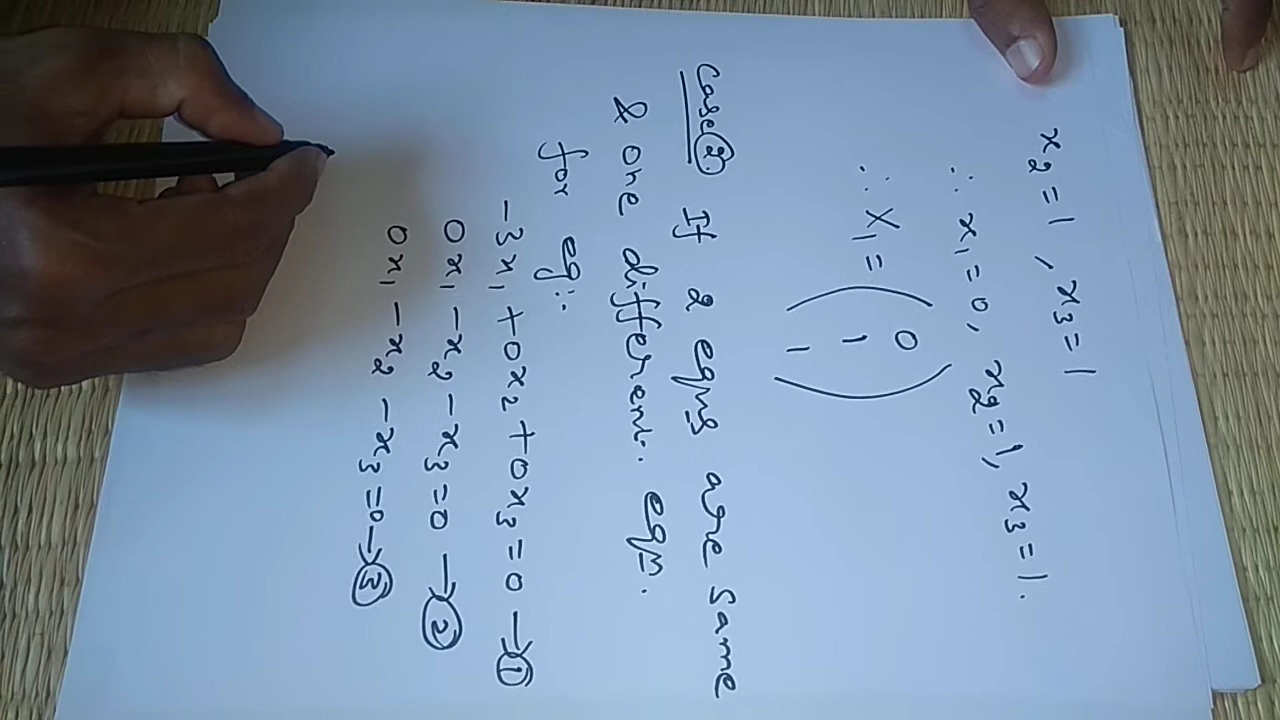 x₂ = 1, x₃ = 1
∴ x₁ = 0, x₂ = 1, x₃ = 1.
∴ X₁ = (0
1
1)
Case ② If 2 eqns are same
& one different. eqn.
for eg:-
-3x₁ + 0x₂ + 0x₃ = 0 → ①
0x₁ - x₂ - x₃ = 0 → ②
0x₁ - x₂ - x₃ = 0 → ③